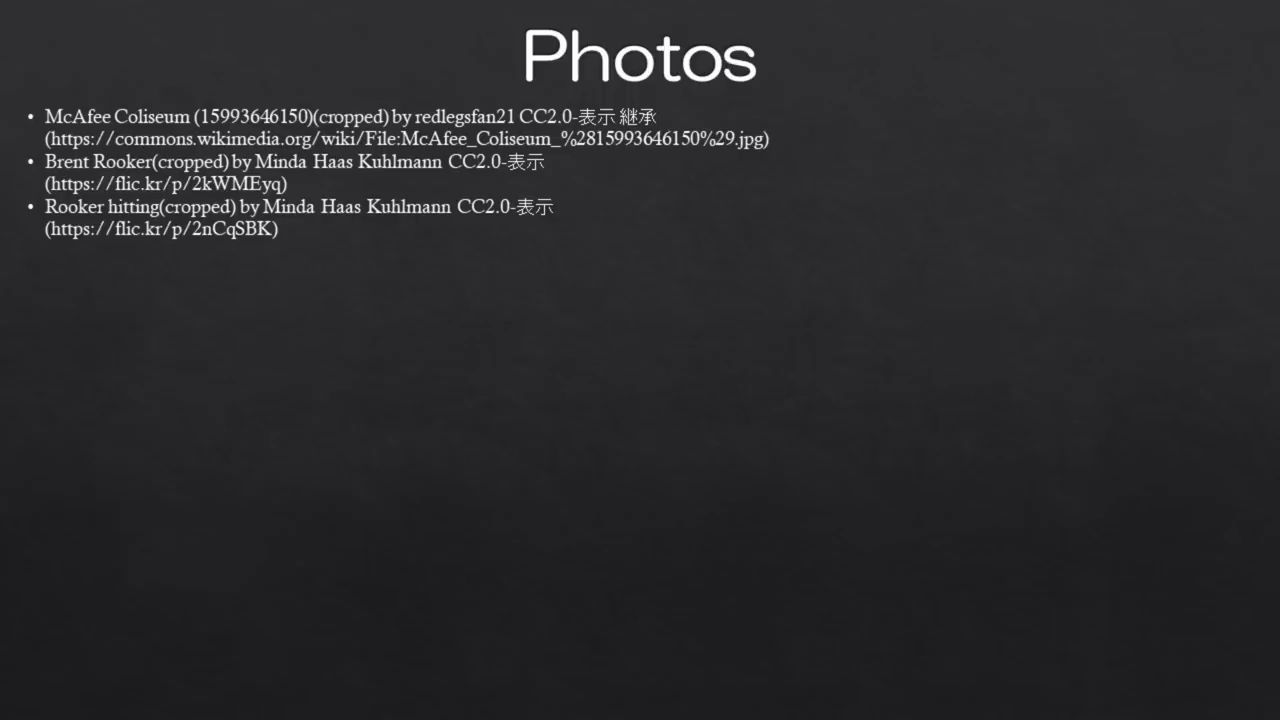 Photos
• McAfee Coliseum (15993646150)(cropped) by redlegsfan21 CC2.0-表示 継承
(https://commons.wikimedia.org/wiki/File:McAfee_Coliseum_%2815993646150%29.jpg)
• Brent Rooker(cropped) by Minda Haas Kuhlmann CC2.0-表示
(https://flic.kr/p/2kWMEyq)
• Rooker hitting(cropped) by Minda Haas Kuhlmann CC2.0-表示
(https://flic.kr/p/2nCqSBK)